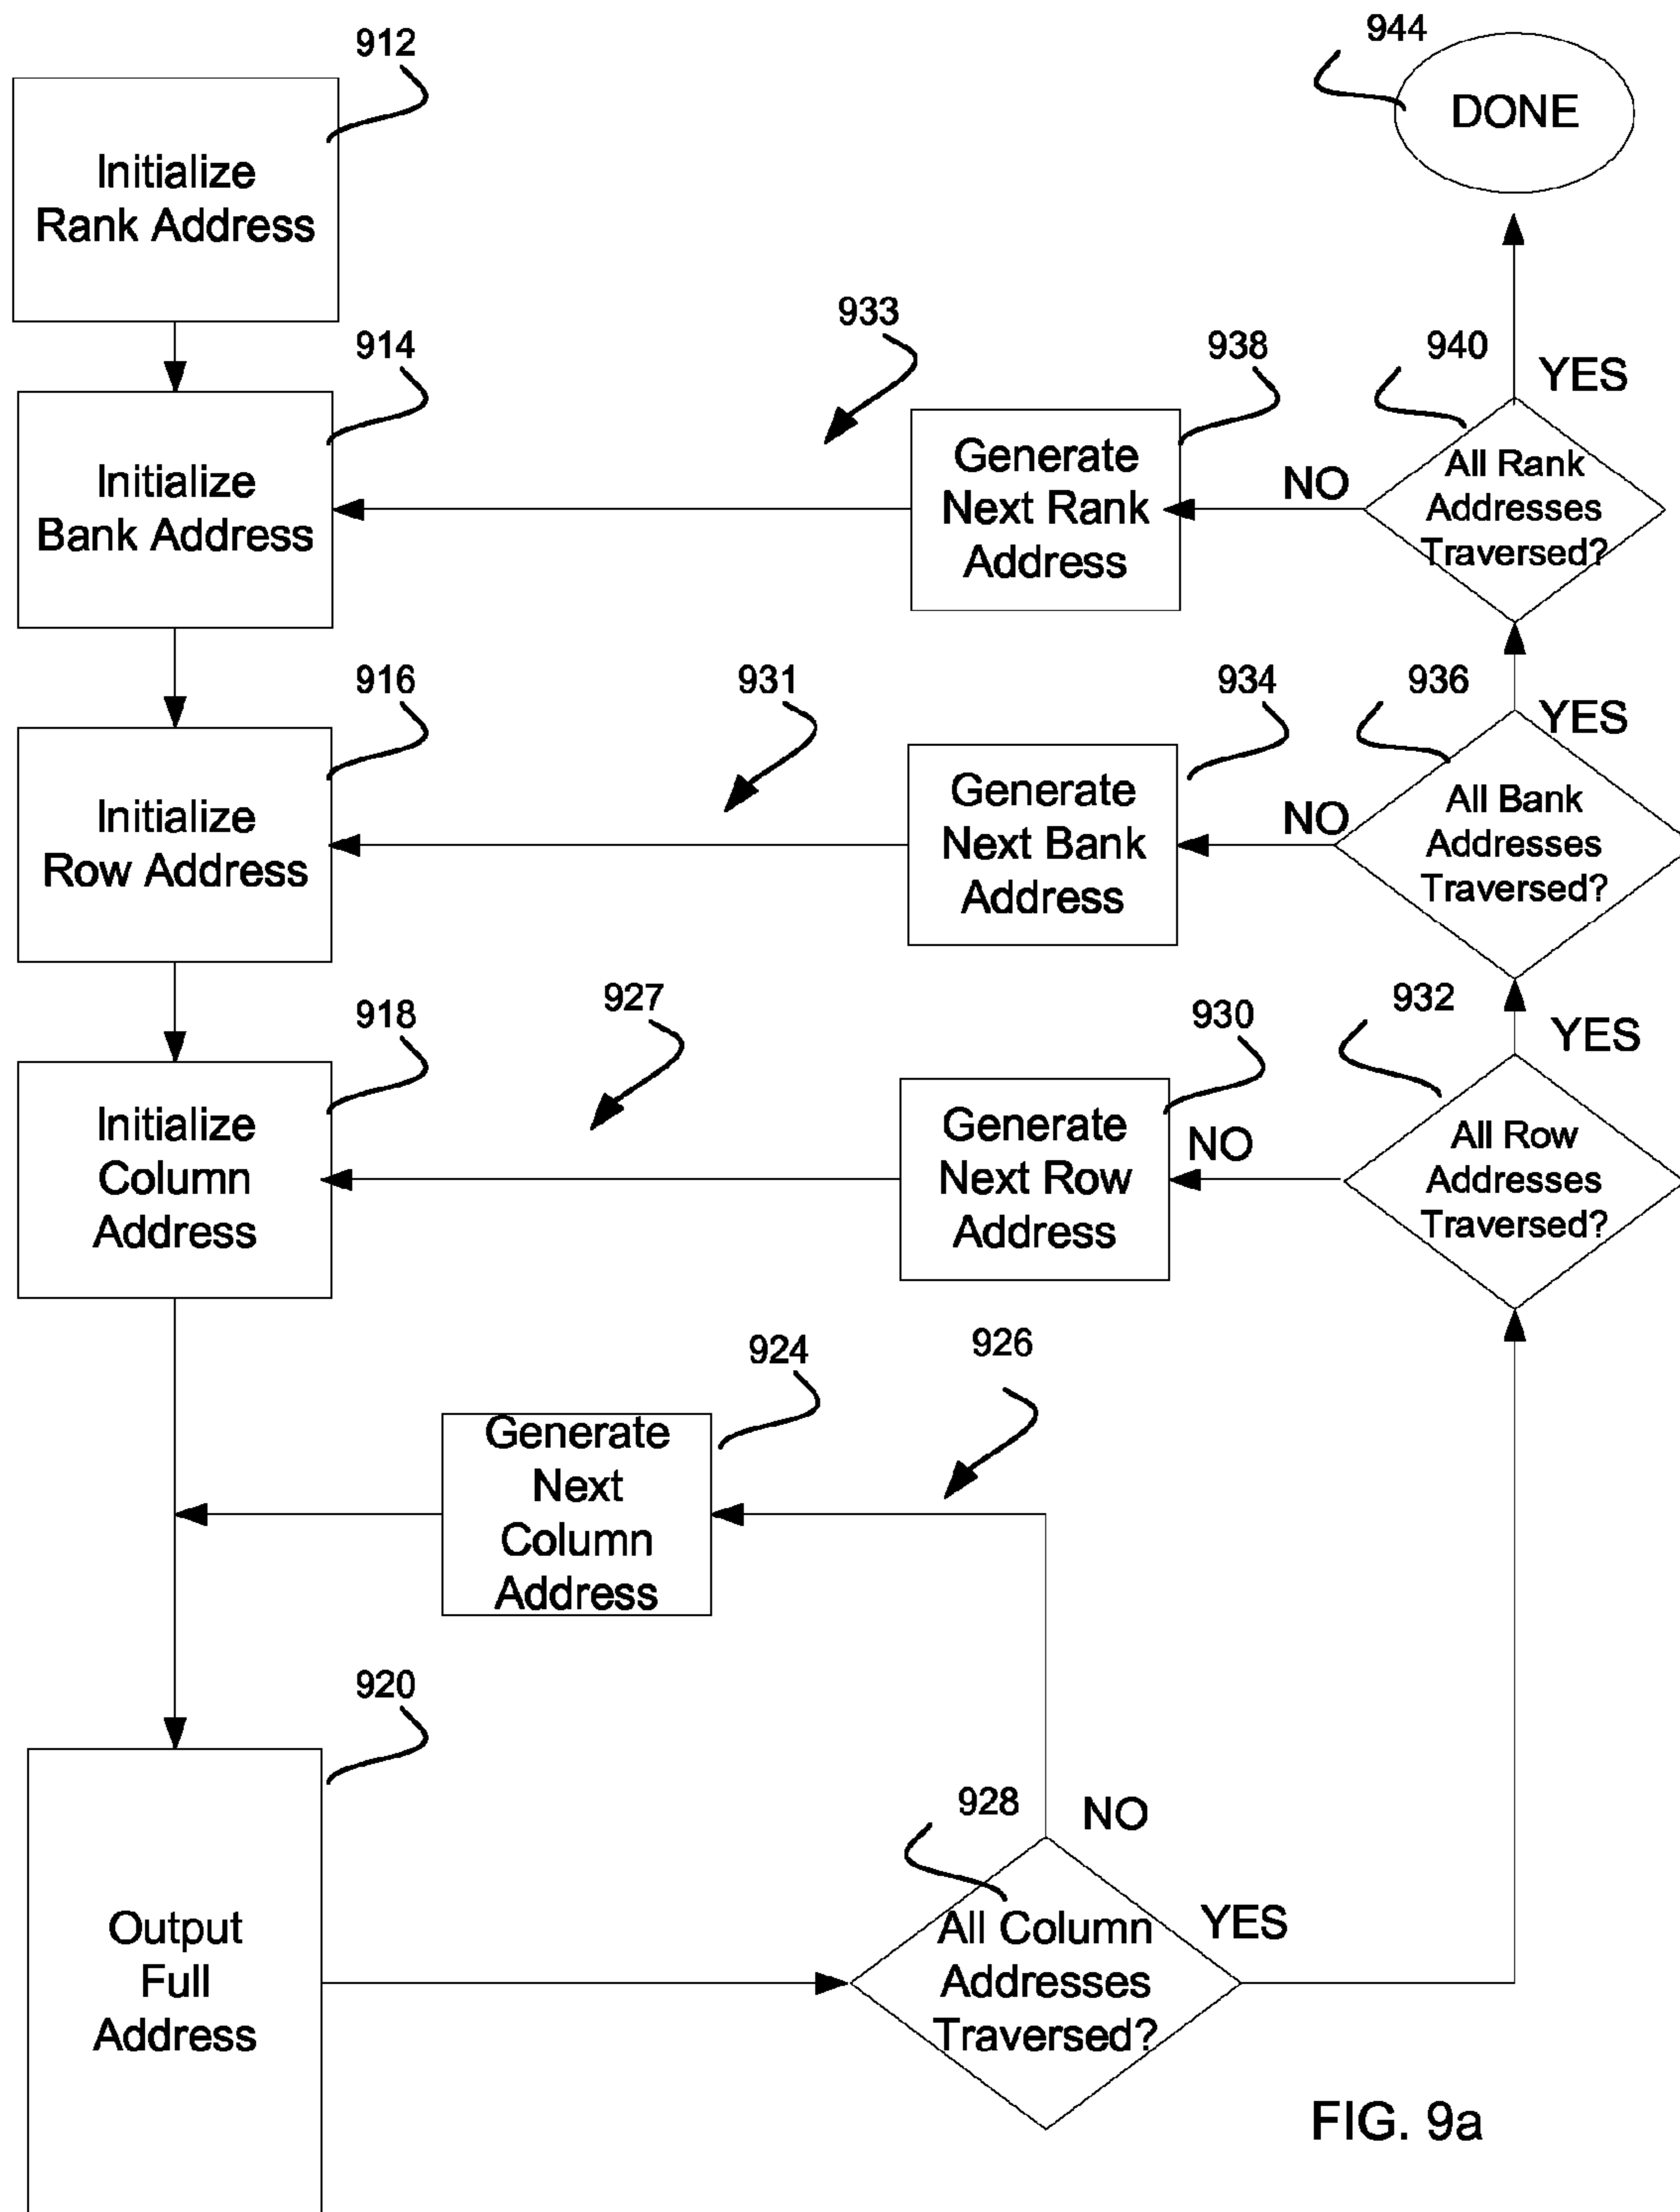 912
944
DONE
Initialize
Rank Address
933
938
940
YES
914
Generate
Next Rank
Address
NO
All Rank
Addresses
Traversed?
Initialize
Bank Address
916
931
934
936
YES
Generate
Next Bank
Address
NO
All Bank
Addresses
Traversed?
Initialize
Row Address
918
927
930
932
YES
Generate
Next Row
Address
NO
All Row
Addresses
Traversed?
Initialize
Column
Address
924
926
Generate
Next
Column
Address
920
928
NO
Output
Full
Address
All Column
Addresses
Traversed?
YES
FIG. 9a